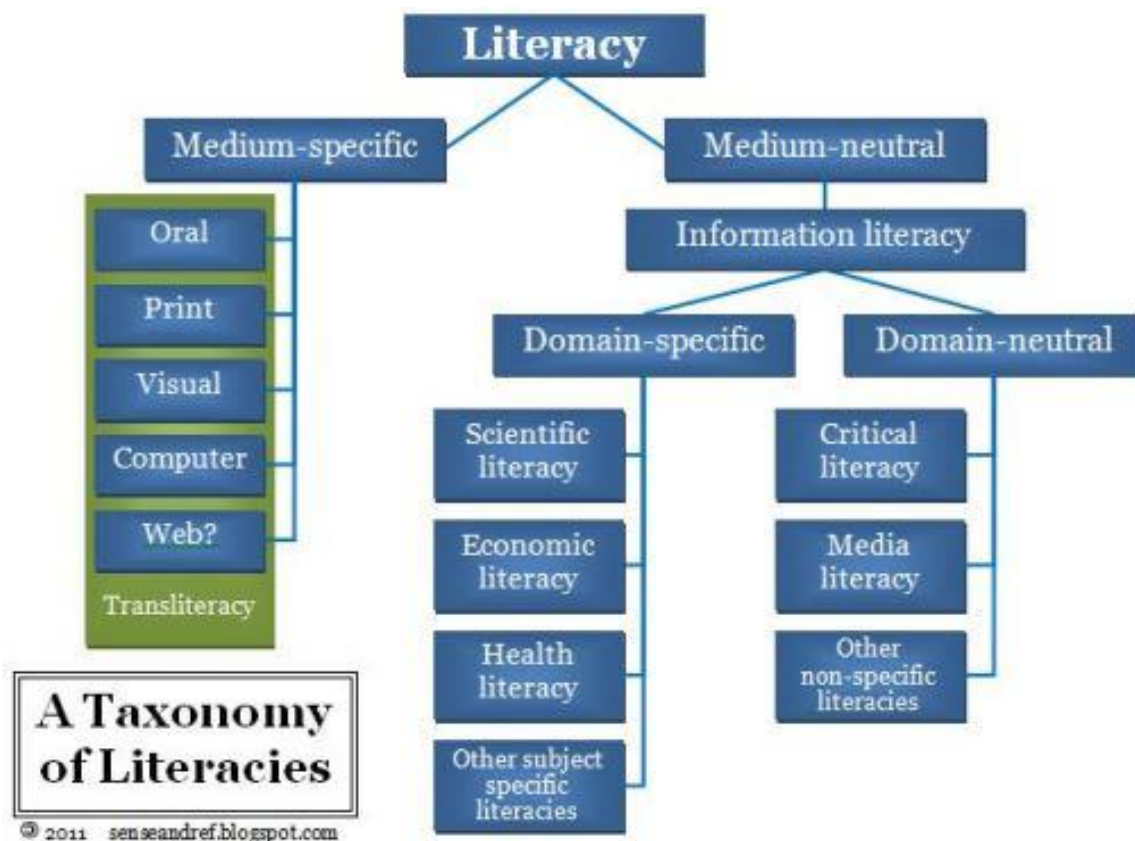 Literacy
Medium-specific
Medium-neutral
Oral
Print
Visual
Computer
Web?
Transliteracy
Information literacy
Domain-specific
Domain-neutral
Scientific
literacy
Economic
literacy
Health
literacy
Other subject
specific
literacies
Critical
literacy
Media
literacy
Other
non-specific
literacies
A Taxonomy
of Literacies
© 2011 senseandref.blogspot.com